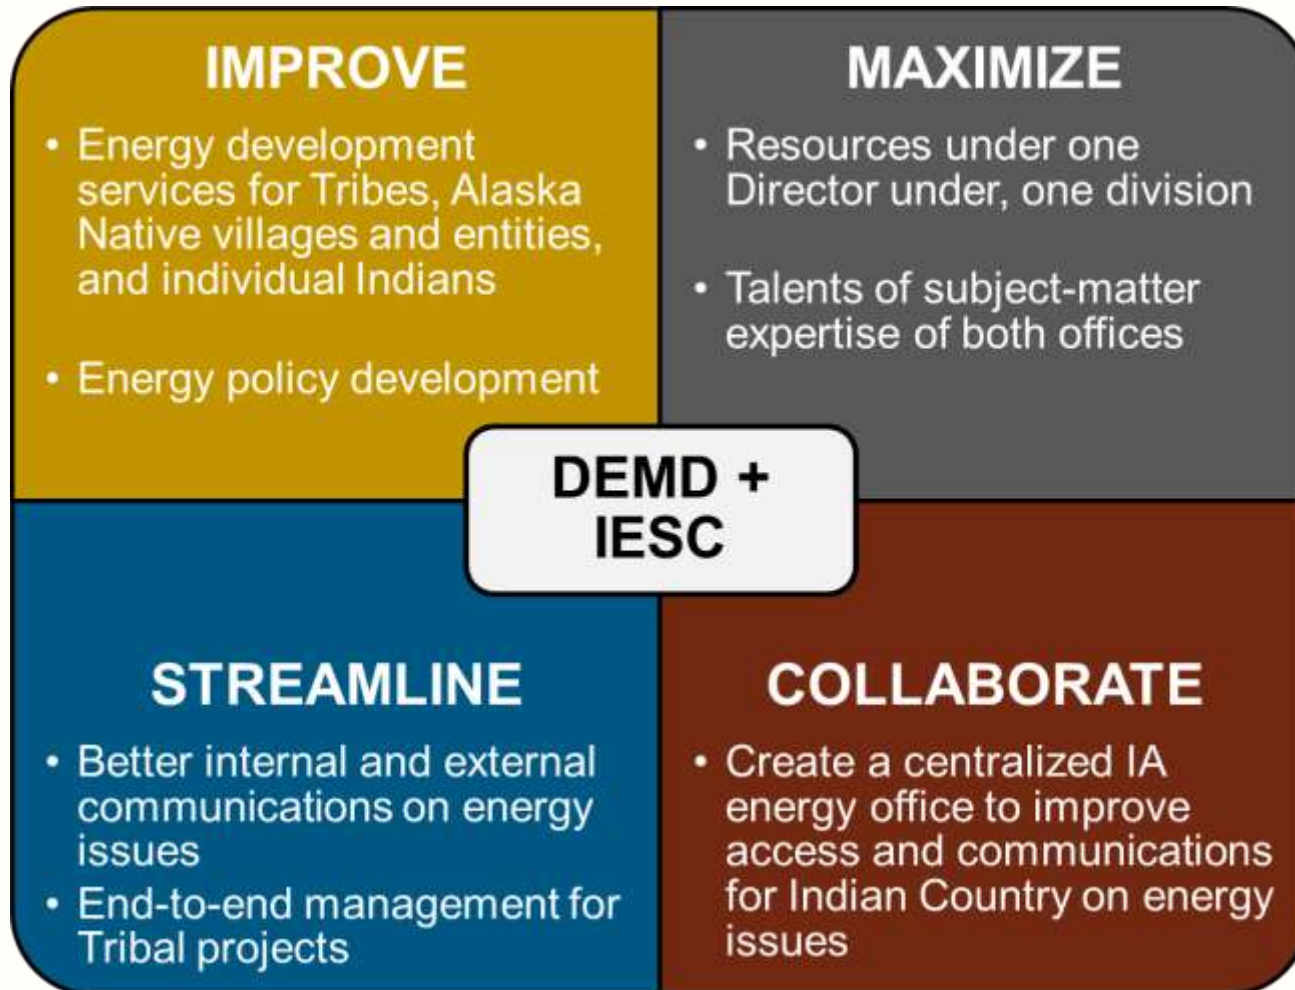 IMPROVE
• Energy development
services for Tribes, Alaska
Native villages and entities,
and individual Indians
• Energy policy development
MAXIMIZE
• Resources under one
Director under, one division
• Talents of subject-matter
expertise of both offices
DEMD +
IESC
STREAMLINE
• Better internal and external
communications on energy
issues
• End-to-end management for
Tribal projects
COLLABORATE
• Create a centralized IA
energy office to improve
access and communications
for Indian Country on energy
issues